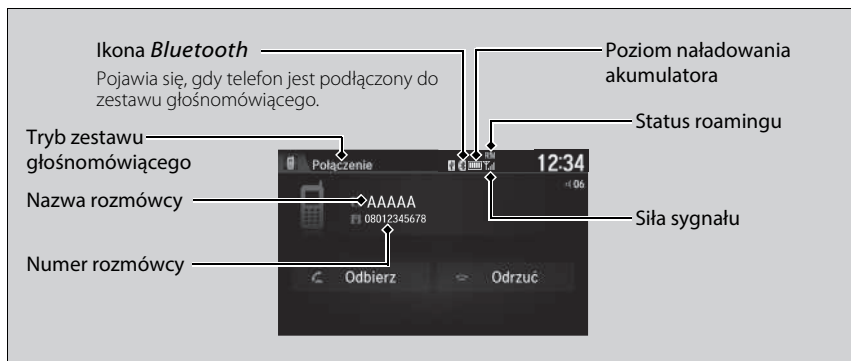 Ikona Bluetooth
Pojawia się, gdy telefon jest podłączony do
zestawu głośnomówiącego.
Poziom naładowania
akumulatora
Status roamingu
Tryb zestawu
głośnomówiącego
Nazwa rozmówcy
Numer rozmówcy
Siła sygnału
Połączenie
12:34
06
AAAAA
08012345678
Odbierz
Odrzuć